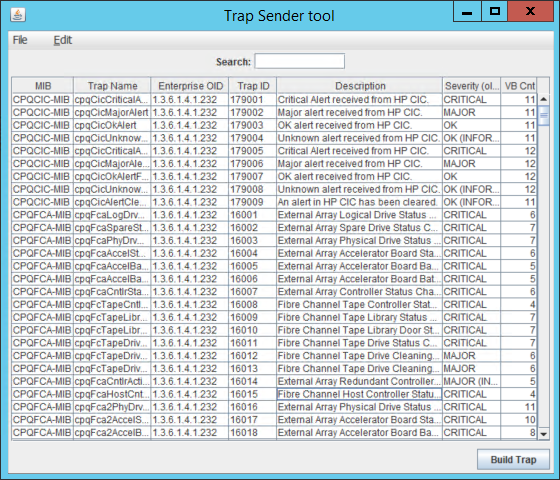 Trap Sender tool
File Edit
Search:
MIB Trap Name Enterprise OID Trap ID Description Severity (ol... VB Cnt
CPQCIC-MIB cpqCicCriticalA... 1.3.6.1.4.1.232 179001 Critical Alert received from HP CIC. CRITICAL 11
CPQCIC-MIB cpqCicMajorAlert 1.3.6.1.4.1.232 179002 Major alert received from HP CIC. MAJOR 11
CPQCIC-MIB cpqCicOkAlert 1.3.6.1.4.1.232 179003 OK alert received from HP CIC. OK 11
CPQCIC-MIB cpqCicUnknow... 1.3.6.1.4.1.232 179004 Unknown alert received from HP CIC. OK (INFOR... 11
CPQCIC-MIB cpqCicCriticalA... 1.3.6.1.4.1.232 179005 Critical Alert received from HP CIC. CRITICAL 12
CPQCIC-MIB cpqCicMajorAle... 1.3.6.1.4.1.232 179006 Major alert received from HP CIC. MAJOR 12
CPQCIC-MIB cpqCicOkAlertF... 1.3.6.1.4.1.232 179007 OK alert received from HP CIC. OK 12
CPQCIC-MIB cpqCicUnknow... 1.3.6.1.4.1.232 179008 Unknown alert received from HP CIC. OK (INFOR... 12
CPQCIC-MIB cpqCicAlertCle... 1.3.6.1.4.1.232 179009 An alert in HP CIC has been cleared. OK (INFOR... 11
CPQFCA-MIB cpqFcaLogDrv... 1.3.6.1.4.1.232 16001 External Array Logical Drive Status ... CRITICAL 6
CPQFCA-MIB cpqFcaSpareSt... 1.3.6.1.4.1.232 16002 External Array Spare Drive Status C... CRITICAL 7
CPQFCA-MIB cpqFcaPhyDrv... 1.3.6.1.4.1.232 16003 External Array Physical Drive Status ... CRITICAL 7
CPQFCA-MIB cpqFcaAccelSt... 1.3.6.1.4.1.232 16004 External Array Accelerator Board Sta... CRITICAL 6
CPQFCA-MIB cpqFcaAccelBa... 1.3.6.1.4.1.232 16005 External Array Accelerator Board Ba... CRITICAL 5
CPQFCA-MIB cpqFcaAccelBa... 1.3.6.1.4.1.232 16006 External Array Accelerator Board Bat... CRITICAL 5
CPQFCA-MIB cpqFcaCntlrSta... 1.3.6.1.4.1.232 16007 External Array Controller Status Cha... CRITICAL 6
CPQFCA-MIB cpqFcTapeCntl... 1.3.6.1.4.1.232 16008 Fibre Channel Tape Controller Stat... CRITICAL 4
CPQFCA-MIB cpqFcTapeLibr... 1.3.6.1.4.1.232 16009 Fibre Channel Tape Library Status ... CRITICAL 7
CPQFCA-MIB cpqFcTapeLibr... 1.3.6.1.4.1.232 16010 Fibre Channel Tape Library Door St... CRITICAL 7
CPQFCA-MIB cpqFcTapeDriv... 1.3.6.1.4.1.232 16011 Fibre Channel Tape Drive Status C... CRITICAL 7
CPQFCA-MIB cpqFcTapeDriv... 1.3.6.1.4.1.232 16012 Fibre Channel Tape Drive Cleaning... MAJOR 6
CPQFCA-MIB cpqFcTapeDriv... 1.3.6.1.4.1.232 16013 Fibre Channel Tape Drive Cleaning... MAJOR 6
CPQFCA-MIB cpqFcaCntlrActi... 1.3.6.1.4.1.232 16014 External Array Redundant Controller... MAJOR (IN... 5
CPQFCA-MIB cpqFcaHostCnt... 1.3.6.1.4.1.232 16015 Fibre Channel Host Controller Statu... CRITICAL 4
CPQFCA-MIB cpqFca2PhyDrv... 1.3.6.1.4.1.232 16016 External Array Physical Drive Status ... CRITICAL 11
CPQFCA-MIB cpqFca2AccelS... 1.3.6.1.4.1.232 16017 External Array Accelerator Board Sta... CRITICAL 10
CPQFCA-MIB cpqFca2AccelB... 1.3.6.1.4.1.232 16018 External Array Accelerator Board Ba... CRITICAL 8
Build Trap